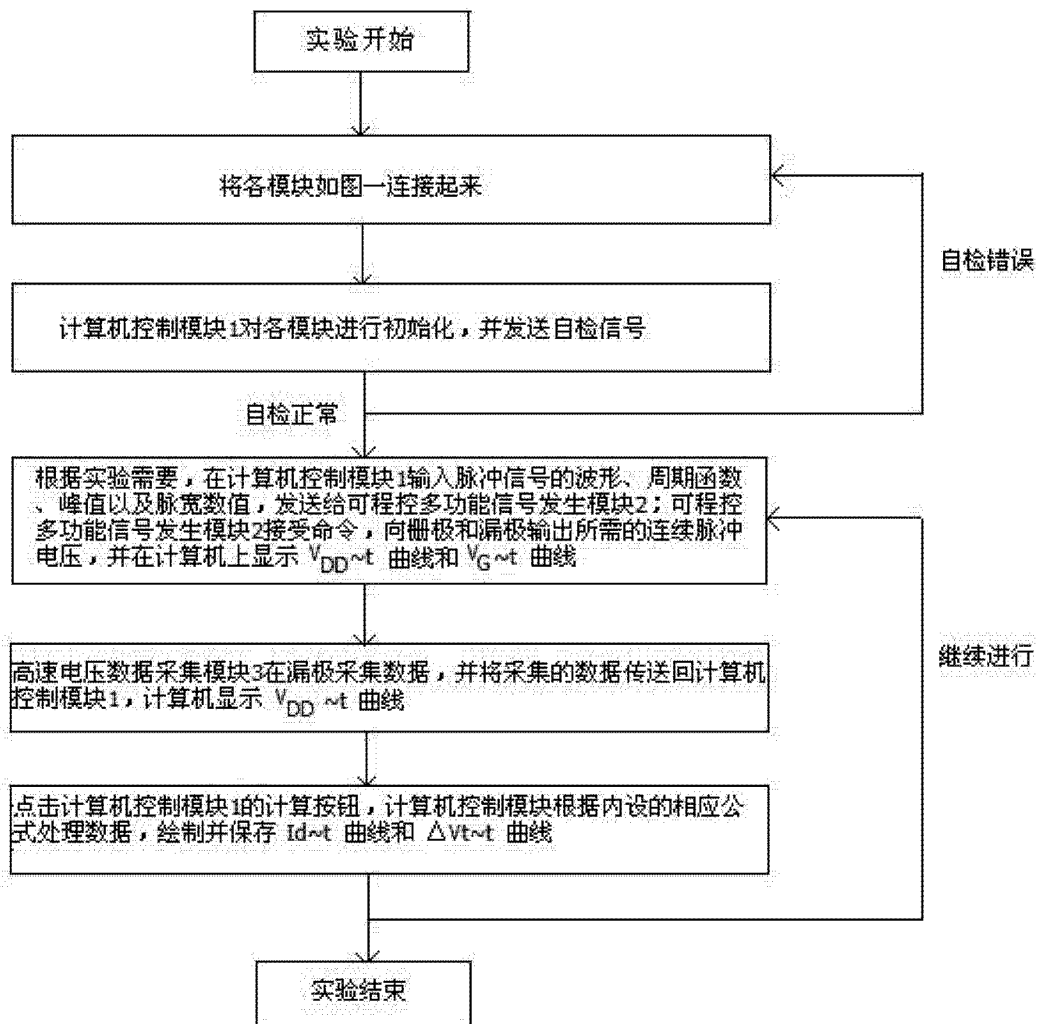 实验开始
将各模块如图一连接起来
自检错误
计算机控制模块1对各模块进行初始化，并发送自检信号
自检正常
根据实验需要，在计算机控制模块1输入脉冲信号的波形、周期函数
、峰值以及脉宽数值，发送给可程控多功能信号发生模块2；可程控
多功能信号发生模块2接受命令，向栅极和漏极输出所需的连续脉冲
电压，并在计算机上显示 VDD~t 曲线和 VG~t 曲线
继续进行
高速电压数据采集模块3在漏极采集数据，并将采集的数据传送回计算机
控制模块1，计算机显示 VDD ~t 曲线
点击计算机控制模块1的计算按钮，计算机控制模块根据内设的相应公
式处理数据，绘制并保存 Id~t 曲线和 △Vt~t 曲线
实验结束